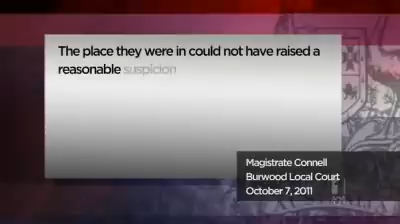 The place they were in could not have raised a
reasonable suspicion
Magistrate Connell
Burwood Local Court
October 7, 2011